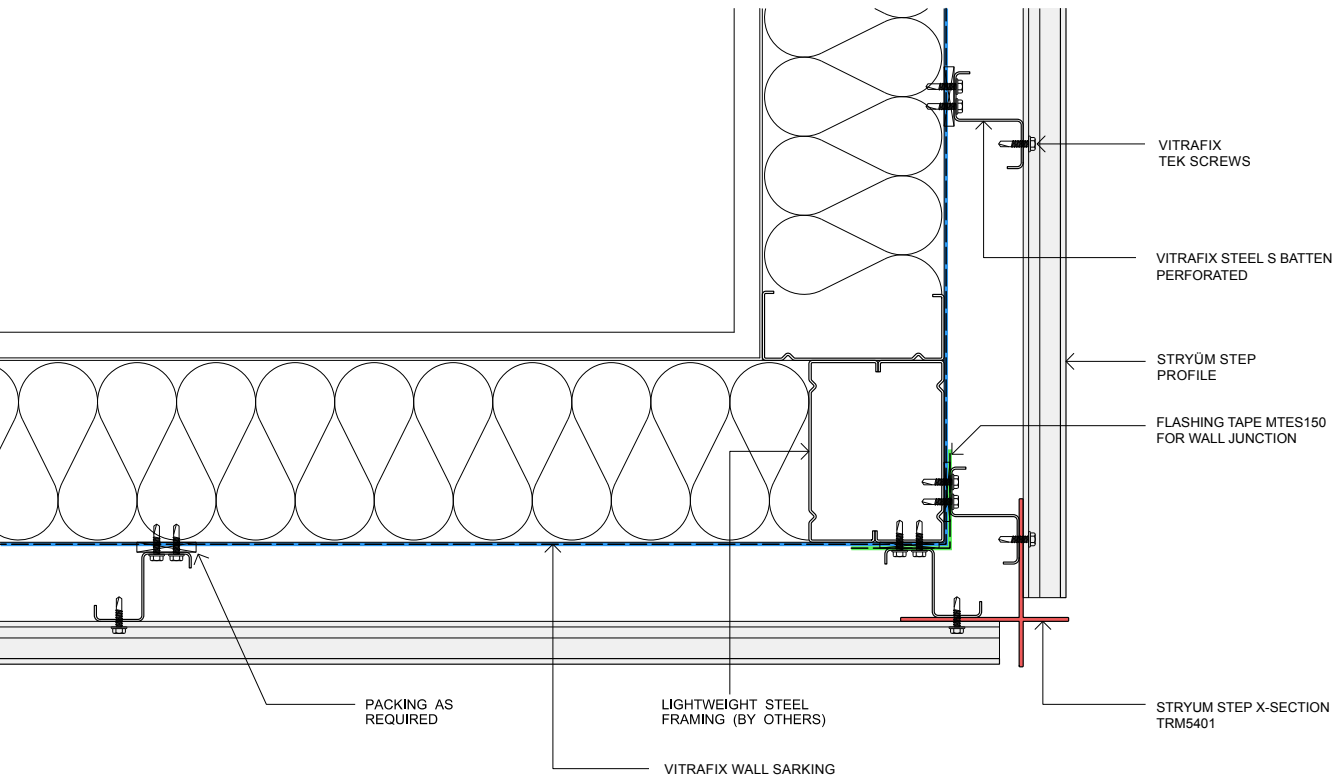 VITRAFIX
TEK SCREWS
VITRAFIX STEEL S BATTEN
PERFORATED
STRYÜM STEP
PROFILE
FLASHING TAPE MTES150
FOR WALL JUNCTION
PACKING AS
REQUIRED
LIGHTWEIGHT STEEL
FRAMING (BY OTHERS)
STRYUM STEP X-SECTION
TRM5401
VITRAFIX WALL SARKING